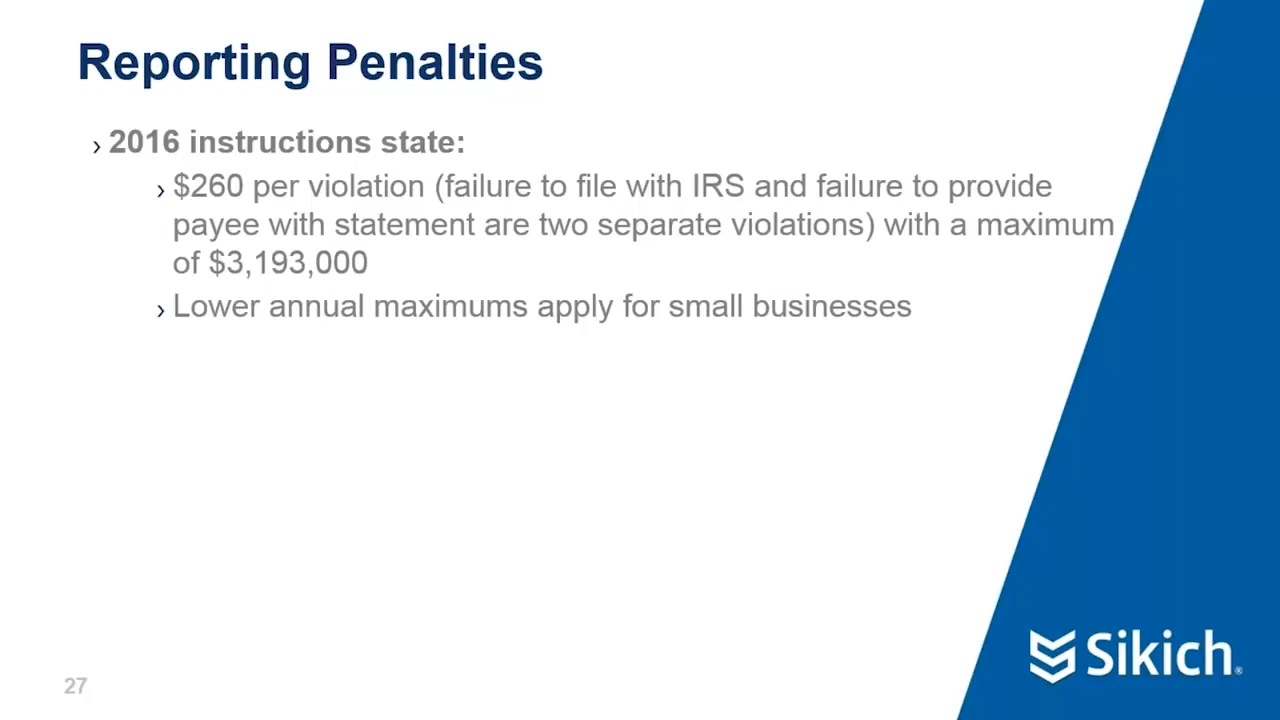 Reporting Penalties
› 2016 instructions state:
› $260 per violation (failure to file with IRS and failure to provide
payee with statement are two separate violations) with a maximum
of $3,193,000
› Lower annual maximums apply for small businesses
Sikich®
27